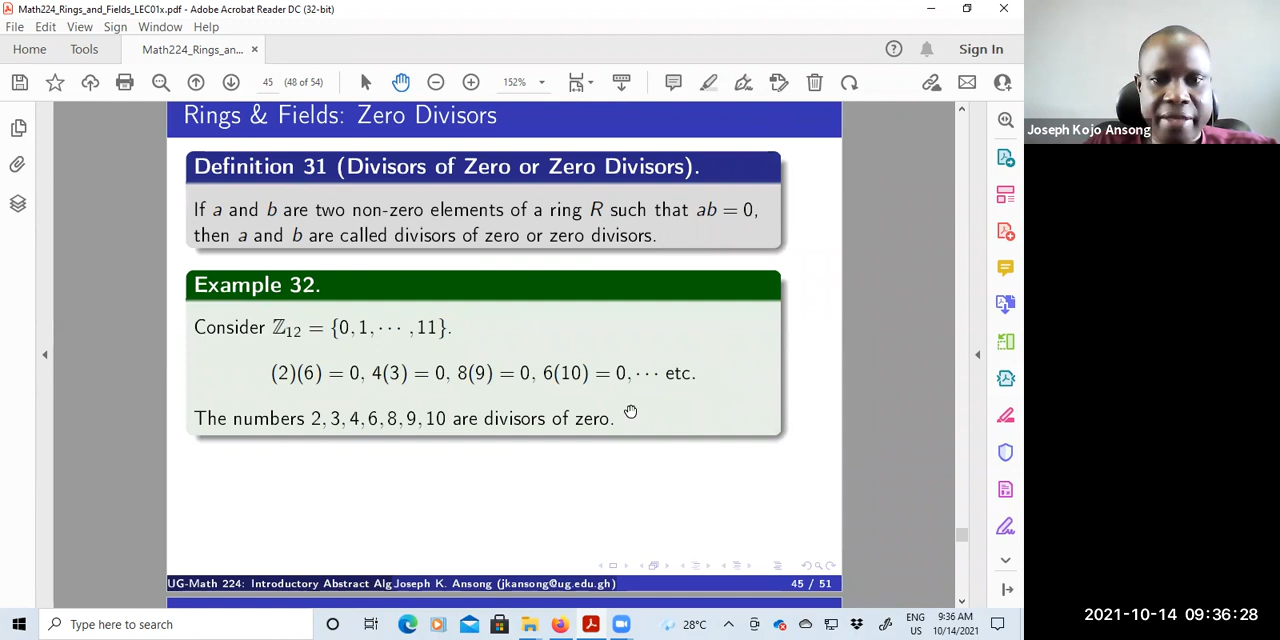 Math224_Rings_and_Fields_LEC01x.pdf - Adobe Acrobat Reader DC (32-bit)
File Edit View Sign Window Help
Home Tools Math224_Rings_an... × Sign In
45 (48 of 54) 152%
Joseph Kojo Ansong
Rings & Fields: Zero Divisors
Definition 31 (Divisors of Zero or Zero Divisors).
If a and b are two non-zero elements of a ring R such that ab = 0,
then a and b are called divisors of zero or zero divisors.
Example 32.
Consider ℤ₁₂ = {0, 1, ⋯ , 11}.
(2)(6) = 0, 4(3) = 0, 8(9) = 0, 6(10) = 0, ⋯ etc.
The numbers 2, 3, 4, 6, 8, 9, 10 are divisors of zero.
UG-Math 224: Introductory Abstract Alg Joseph K. Ansong (jkansong@ug.edu.gh) 45 / 51
Type here to search
28°C
ENG
US
9:36 AM
10/14/2021
2021-10-14 09:36:28